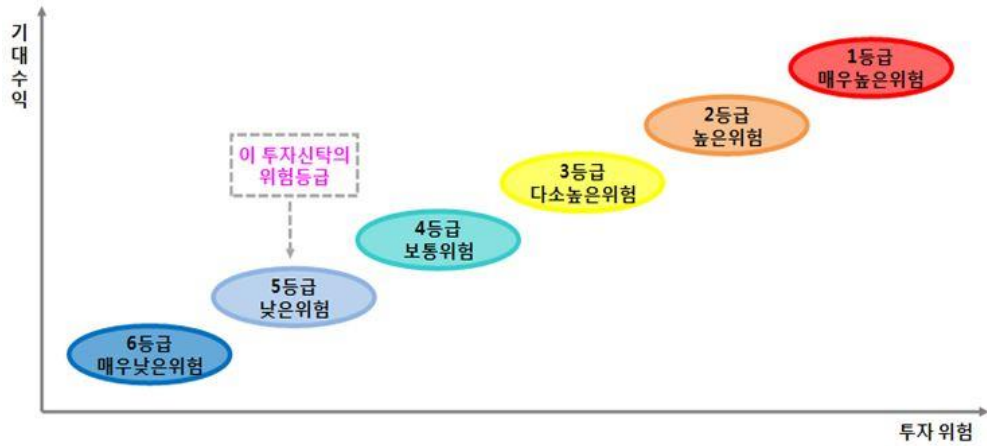 기대수익
1등급
매우높은위험
2등급
높은위험
이 투자신탁의
위험등급
3등급
다소높은위험
4등급
보통위험
5등급
낮은위험
6등급
매우낮은위험
투자 위험